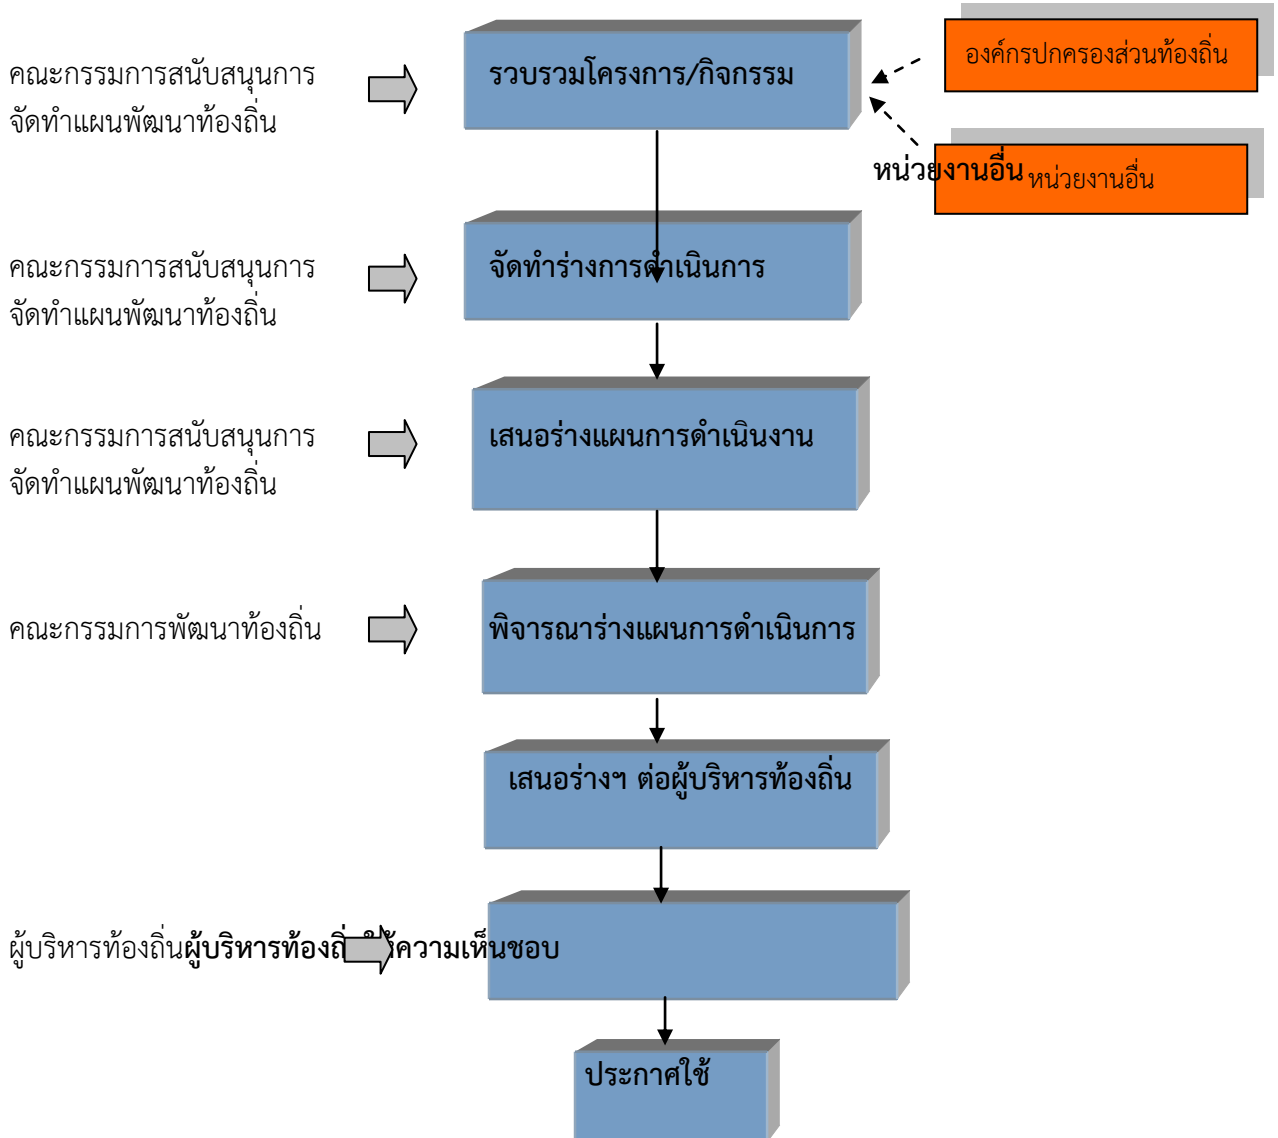 คณะกรรมการสนับสนุนการ
จัดทำแผนพัฒนาท้องถิ่น
รวบรวมโครงการ/กิจกรรม
องค์กรปกครองส่วนท้องถิ่น
หน่วยงานอื่น หน่วยงานอื่น
คณะกรรมการสนับสนุนการ
จัดทำแผนพัฒนาท้องถิ่น
จัดทำร่างการดำเนินการ
คณะกรรมการสนับสนุนการ
จัดทำแผนพัฒนาท้องถิ่น
เสนอร่างแผนการดำเนินงาน
คณะกรรมการพัฒนาท้องถิ่น
พิจารณาร่างแผนการดำเนินการ
เสนอร่างฯ ต่อผู้บริหารท้องถิ่น
ผู้บริหารท้องถิ่นผู้บริหารท้องถิ่นให้ความเห็นชอบ
ประกาศใช้